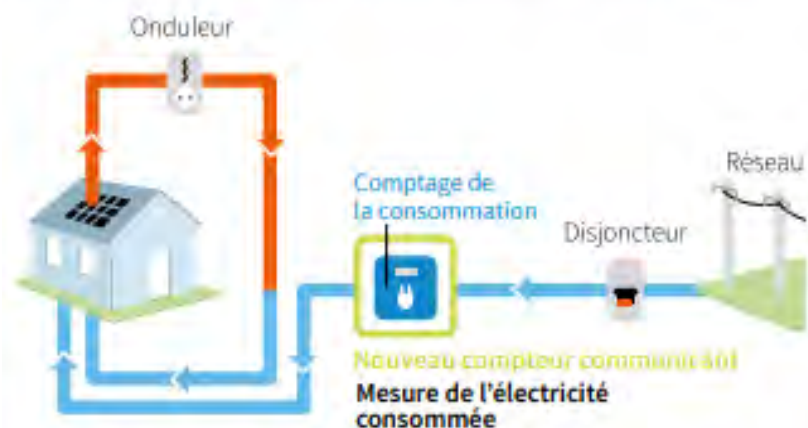 Onduleur
Réseau
Comptage de
la consommation
Disjoncteur
Nouveau compteur communicant
Mesure de l'électricité
consommée